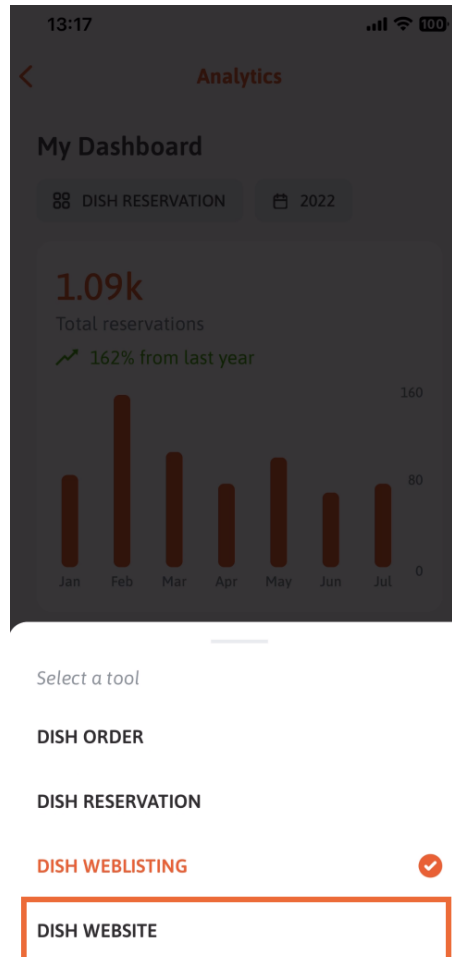 13:17
100
Analytics
My Dashboard
DISH RESERVATION
2022
1.09k
Total reservations
162% from last year
160
80
0
Jan Feb Mar Apr May Jun Jul
Select a tool
DISH ORDER
DISH RESERVATION
DISH WEBLISTING
DISH WEBSITE